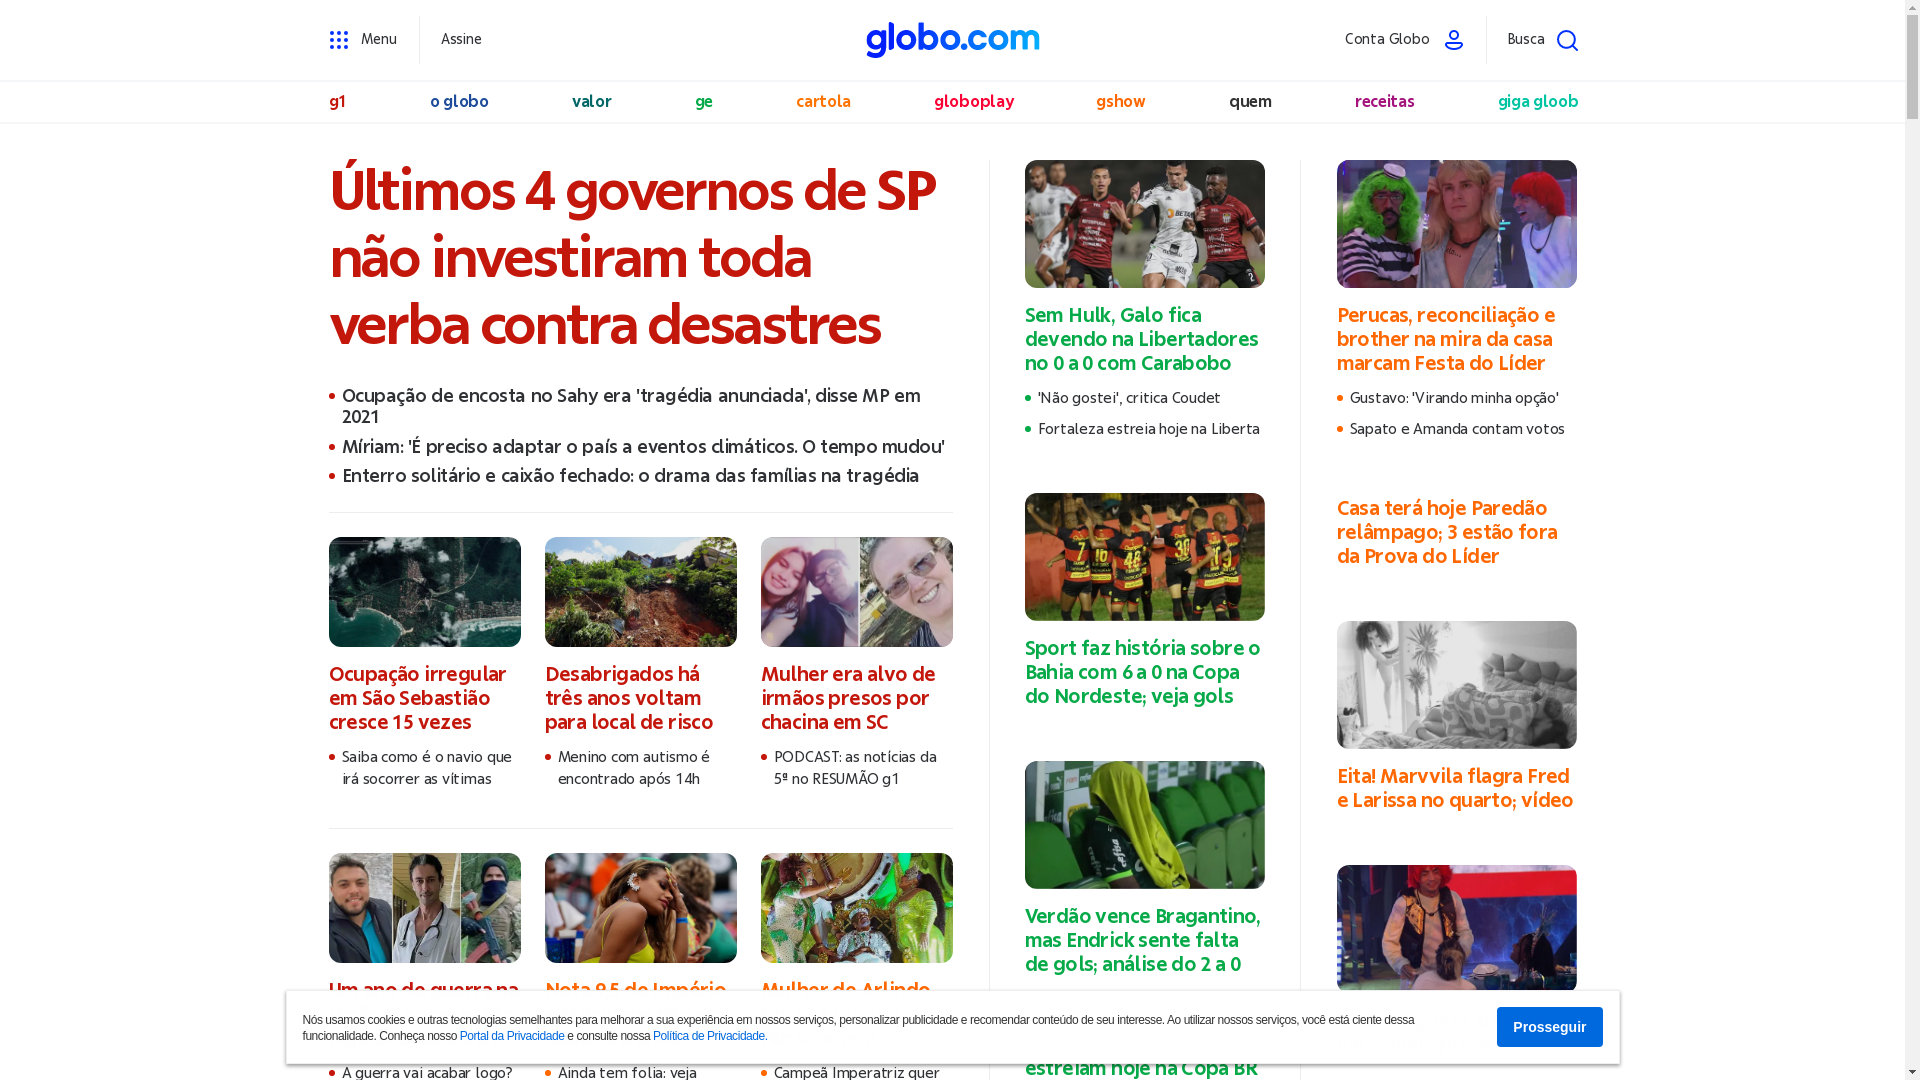 Menu
Assine
globo.com
Conta Globo
Busca
g1
o globo
valor
ge
cartola
globoplay
gshow
quem
receitas
giga gloob
Últimos 4 governos de SP
não investiram toda
verba contra desastres
Ocupação de encosta no Sahy era 'tragédia anunciada', disse MP em
2021
Míriam: 'É preciso adaptar o país a eventos climáticos. O tempo mudou'
Enterro solitário e caixão fechado: o drama das famílias na tragédia
Ocupação irregular
em São Sebastião
cresce 15 vezes
Saiba como é o navio que
irá socorrer as vítimas
Desabrigados há
três anos voltam
para local de risco
Menino com autismo é
encontrado após 14h
Mulher era alvo de
irmãos presos por
chacina em SC
PODCAST: as notícias da
5ª no RESUMÃO g1
Um ano de guerra na
A guerra vai acabar logo?
Nota 9,5 de Império
Ainda tem folia: veja
Mulher de Arlindo
Campeã Imperatriz quer
Sem Hulk, Galo fica
devendo na Libertadores
no 0 a 0 com Carabobo
'Não gostei', critica Coudet
Fortaleza estreia hoje na Liberta
Sport faz história sobre o
Bahia com 6 a 0 na Copa
do Nordeste; veja gols
Verdão vence Bragantino,
mas Endrick sente falta
de gols; análise do 2 a 0
estreiam hoje na Copa BR
Perucas, reconciliação e
brother na mira da casa
marcam Festa do Líder
Gustavo: 'Virando minha opção'
Sapato e Amanda contam votos
Casa terá hoje Paredão
relâmpago; 3 estão fora
da Prova do Líder
Eita! Marvvila flagra Fred
e Larissa no quarto; vídeo
Nós usamos cookies e outras tecnologias semelhantes para melhorar a sua experiência em nossos serviços, personalizar publicidade e recomendar conteúdo de seu interesse. Ao utilizar nossos serviços, você está ciente dessa
funcionalidade. Conheça nosso Portal da Privacidade e consulte nossa Política de Privacidade.
Prosseguir